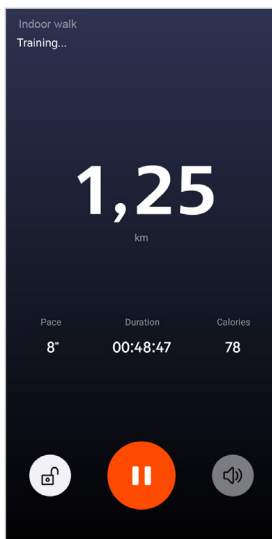 Indoor walk
Training...
1,25
km
Pace Duration Calories
8" 00:48:47 78